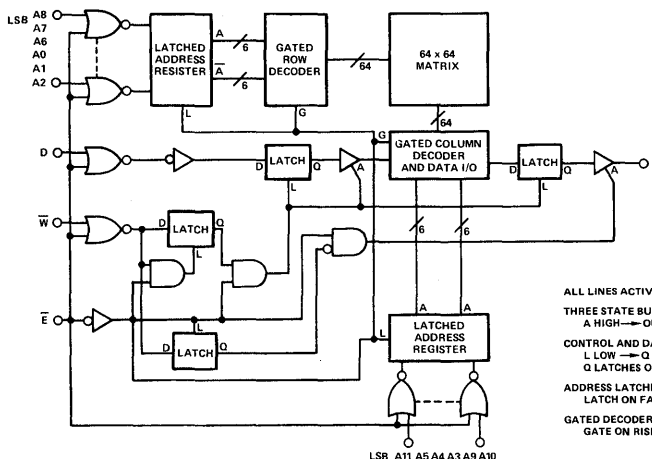 LSB A8
A7
A6
A0
A1
A2
LATCHED
ADDRESS
REGISTER
L
A
6
A̅
6
GATED
ROW
DECODER
G
64
64 × 64
MATRIX
64
D
D LATCH Q
L
A
G
GATED COLUMN
DECODER
AND DATA I/O
D LATCH Q
L
A
W̅
D LATCH Q
L
6
6
E̅
L
D LATCH Q
A
A
L
LATCHED
ADDRESS
REGISTER
LSB A11 A5 A4 A3 A9 A10
ALL LINES ACTIV
THREE STATE BU
A HIGH → OU
CONTROL AND DA
L LOW → Q
Q LATCHES O
ADDRESS LATCHE
LATCH ON FA
GATED DECODER
GATE ON RISI